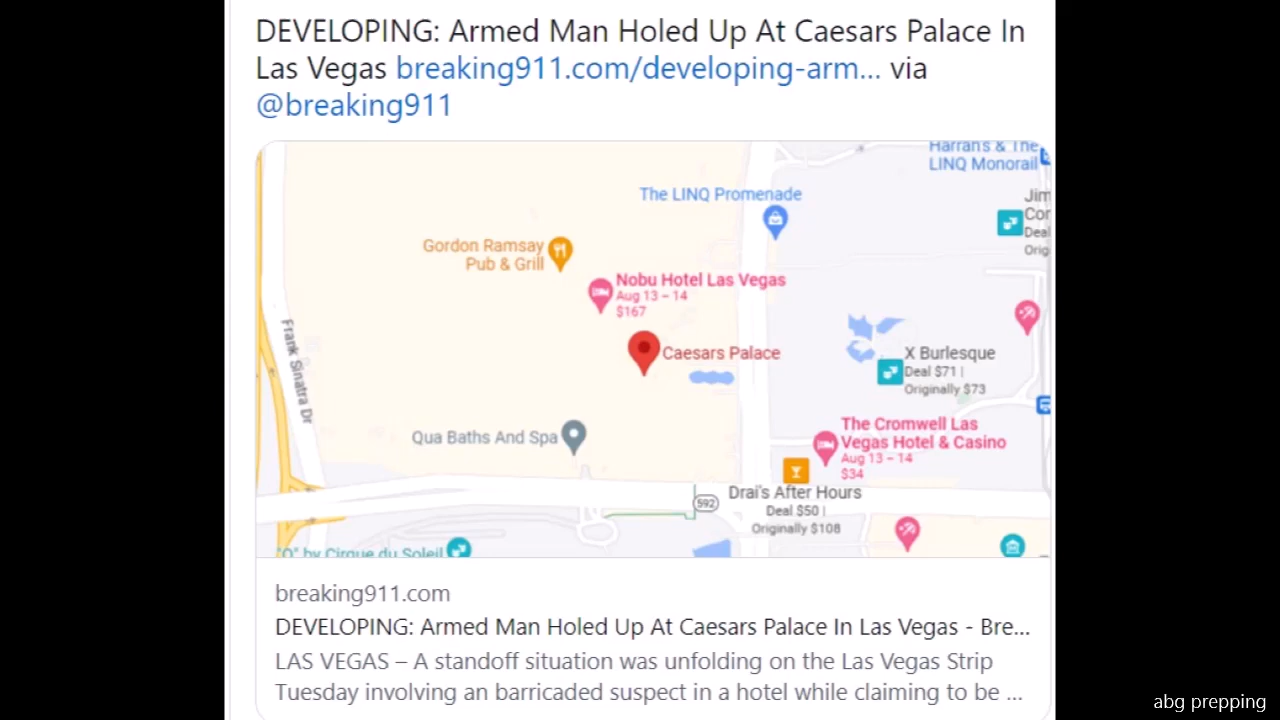 DEVELOPING: Armed Man Holed Up At Caesars Palace In
Las Vegas breaking911.com/developing-arm... via
@breaking911
Harrah's & The
LINQ Monorail
The LINQ Promenade
Jim
Deal
Orig
Gordon Ramsay
Pub & Grill
Nobu Hotel Las Vegas
Aug 13 – 14
$167
Frank Sinatra Dr
Caesars Palace
X Burlesque
Deal $71 |
Originally $73
Qua Baths And Spa
The Cromwell Las
Vegas Hotel & Casino
Aug 13 – 14
$34
592
Drai's After Hours
Deal $50 |
Originally $108
"O" by Cirque du Soleil
breaking911.com
DEVELOPING: Armed Man Holed Up At Caesars Palace In Las Vegas - Bre...
LAS VEGAS – A standoff situation was unfolding on the Las Vegas Strip
Tuesday involving an barricaded suspect in a hotel while claiming to be ...
abg prepping